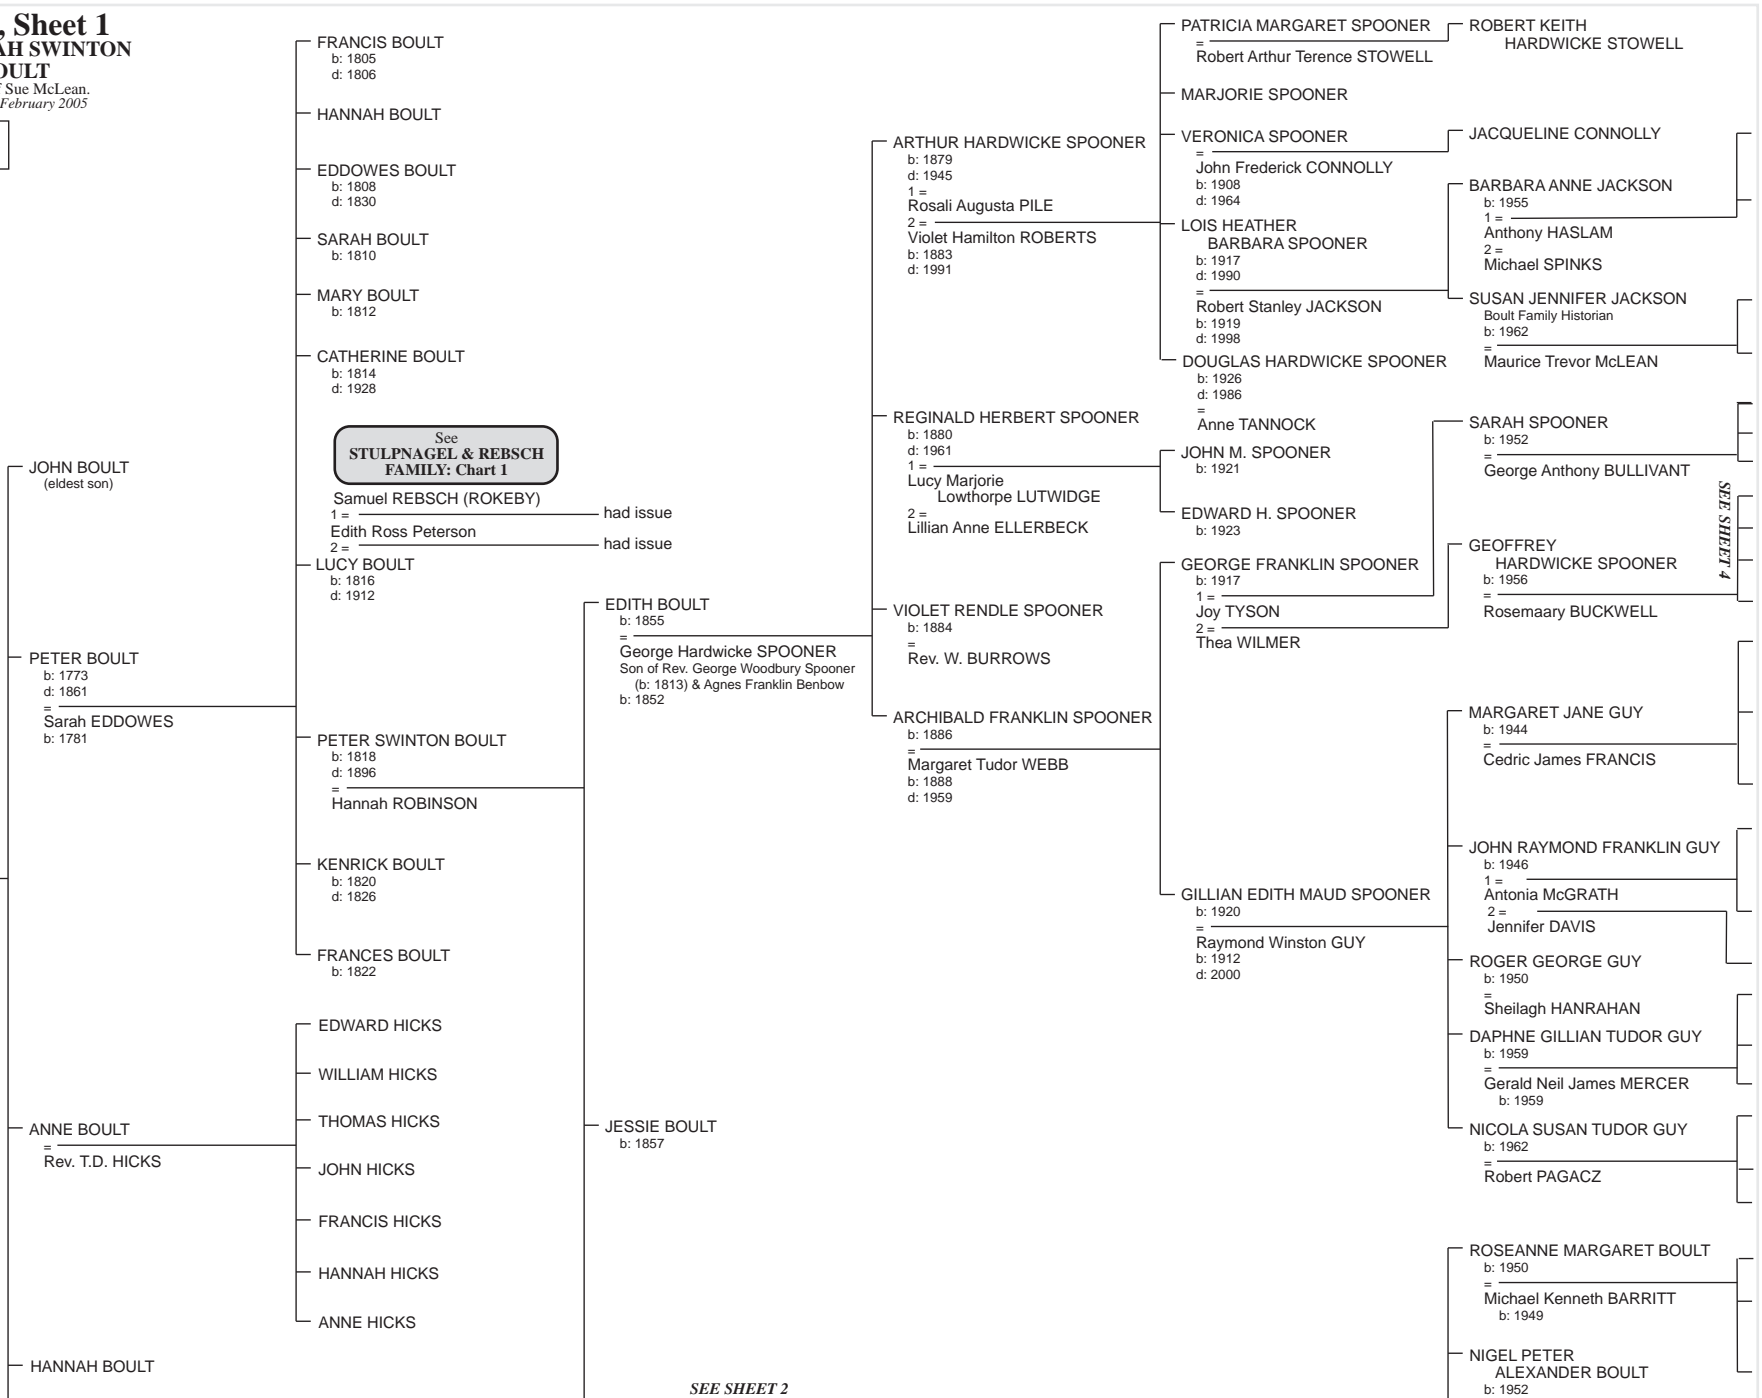 , Sheet 1
AH SWINTON
OULT
f Sue McLean.
February 2005
JOHN BOULT
(eldest son)
PETER BOULT
b: 1773
d: 1861
=
Sarah EDDOWES
b: 1781
ANNE BOULT
=
Rev. T.D. HICKS
HANNAH BOULT
FRANCIS BOULT
b: 1805
d: 1806
HANNAH BOULT
EDDOWES BOULT
b: 1808
d: 1830
SARAH BOULT
b: 1810
MARY BOULT
b: 1812
CATHERINE BOULT
b: 1814
d: 1928
See
STULPNAGEL & REBSCH
FAMILY: Chart 1
Samuel REBSCH (ROKEBY)
1 = had issue
Edith Ross Peterson
2 = had issue
LUCY BOULT
b: 1816
d: 1912
PETER SWINTON BOULT
b: 1818
d: 1896
=
Hannah ROBINSON
KENRICK BOULT
b: 1820
d: 1826
FRANCES BOULT
b: 1822
EDWARD HICKS
WILLIAM HICKS
THOMAS HICKS
JOHN HICKS
FRANCIS HICKS
HANNAH HICKS
ANNE HICKS
EDITH BOULT
b: 1855
=
George Hardwicke SPOONER
Son of Rev. George Woodbury Spooner
(b: 1813) & Agnes Franklin Benbow
b: 1852
JESSIE BOULT
b: 1857
SEE SHEET 2
ARTHUR HARDWICKE SPOONER
b: 1879
d: 1945
1 =
Rosali Augusta PILE
2 =
Violet Hamilton ROBERTS
b: 1883
d: 1991
REGINALD HERBERT SPOONER
b: 1880
d: 1961
1 =
Lucy Marjorie
Lowthorpe LUTWIDGE
2 =
Lillian Anne ELLERBECK
VIOLET RENDLE SPOONER
b: 1884
=
Rev. W. BURROWS
ARCHIBALD FRANKLIN SPOONER
b: 1886
=
Margaret Tudor WEBB
b: 1888
d: 1959
PATRICIA MARGARET SPOONER
=
Robert Arthur Terence STOWELL
MARJORIE SPOONER
VERONICA SPOONER
=
John Frederick CONNOLLY
b: 1908
d: 1964
LOIS HEATHER
BARBARA SPOONER
b: 1917
d: 1990
=
Robert Stanley JACKSON
b: 1919
d: 1998
DOUGLAS HARDWICKE SPOONER
b: 1926
d: 1986
=
Anne TANNOCK
JOHN M. SPOONER
b: 1921
EDWARD H. SPOONER
b: 1923
GEORGE FRANKLIN SPOONER
b: 1917
1 =
Joy TYSON
2 =
Thea WILMER
GILLIAN EDITH MAUD SPOONER
b: 1920
=
Raymond Winston GUY
b: 1912
d: 2000
ROBERT KEITH
HARDWICKE STOWELL
JACQUELINE CONNOLLY
BARBARA ANNE JACKSON
b: 1955
1 =
Anthony HASLAM
2 =
Michael SPINKS
SUSAN JENNIFER JACKSON
Boult Family Historian
b: 1962
=
Maurice Trevor McLEAN
SARAH SPOONER
b: 1952
=
George Anthony BULLIVANT
GEOFFREY
HARDWICKE SPOONER
b: 1956
=
Rosemaary BUCKWELL
SEE SHEET 4
MARGARET JANE GUY
b: 1944
=
Cedric James FRANCIS
JOHN RAYMOND FRANKLIN GUY
b: 1946
1 =
Antonia McGRATH
2 =
Jennifer DAVIS
ROGER GEORGE GUY
b: 1950
=
Sheilagh HANRAHAN
DAPHNE GILLIAN TUDOR GUY
b: 1959
=
Gerald Neil James MERCER
b: 1959
NICOLA SUSAN TUDOR GUY
b: 1962
=
Robert PAGACZ
ROSEANNE MARGARET BOULT
b: 1950
=
Michael Kenneth BARRITT
b: 1949
NIGEL PETER
ALEXANDER BOULT
b: 1952